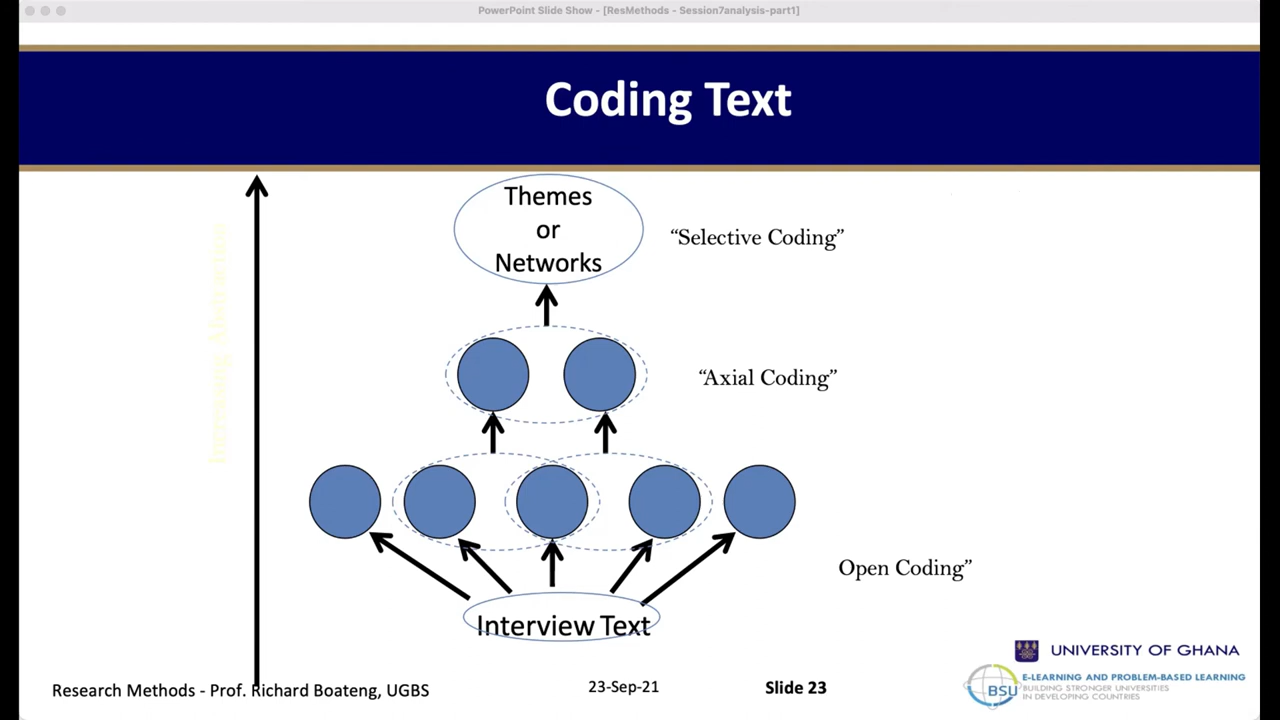 PowerPoint Slide Show - [ResMethods - Session7analysis-part1]
Coding Text
Themes
or
Networks
“Selective Coding”
Increasing Abstraction
“Axial Coding”
Open Coding”
Interview Text
UNIVERSITY OF GHANA
BSU
E-LEARNING AND PROBLEM-BASED LEARNING
BUILDING STRONGER UNIVERSITIES
IN DEVELOPING COUNTRIES
Research Methods - Prof. Richard Boateng, UGBS
23-Sep-21
Slide 23